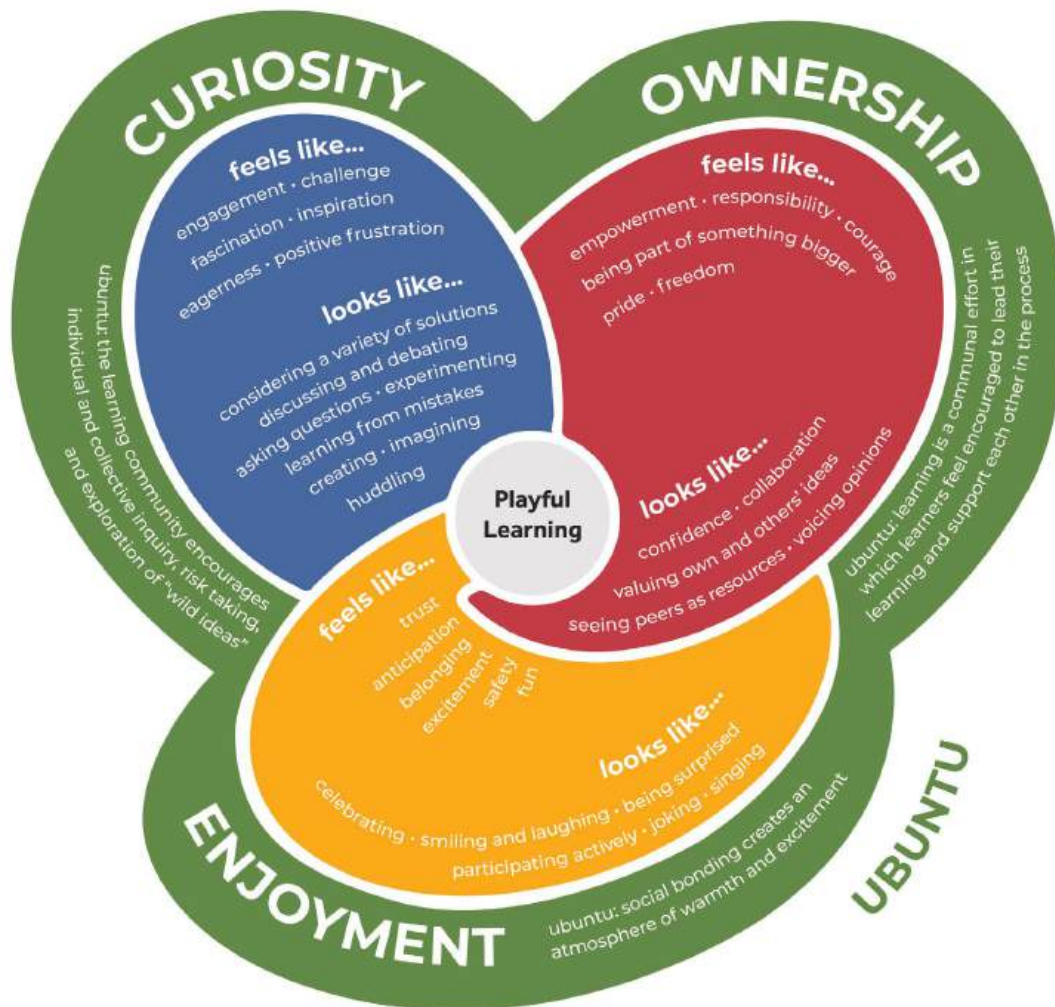 CURIOSITY
feels like...
engagement • challenge
fascination • inspiration
eagerness • positive frustration
looks like...
considering a variety of solutions
discussing and debating
asking questions • experimenting
learning from mistakes
creating • imagining
huddling
ubuntu: the learning community encourages
individual and collective inquiry, risk taking,
and exploration of "wild ideas"
OWNERSHIP
feels like...
empowerment • responsibility • courage
being part of something bigger
pride • freedom
looks like...
confidence • collaboration
valuing own and others' ideas
seeing peers as resources • voicing opinions
ubuntu: learning is a communal effort in
which learners feel encouraged to lead their
learning and support each other in the process
Playful
Learning
ENJOYMENT
feels like...
trust
anticipation
belonging
excitement
safety
fun
looks like...
celebrating • smiling and laughing • being surprised
participating actively • joking • singing
ubuntu: social bonding creates an
atmosphere of warmth and excitement
UBUNTU